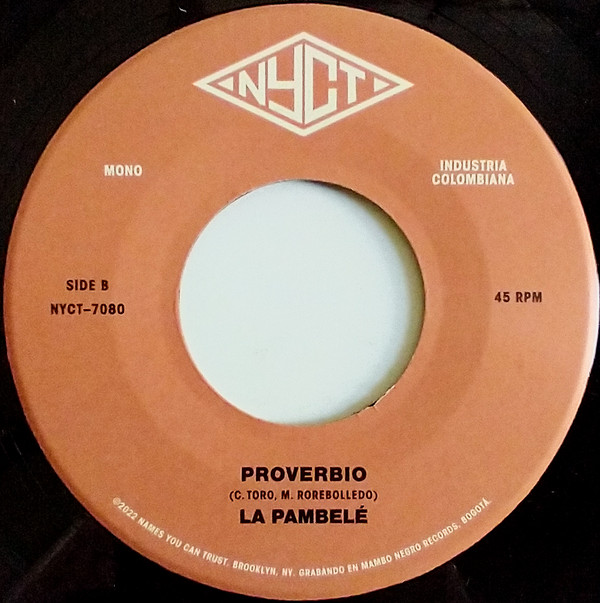 NYCT
MONO
INDUSTRIA
COLOMBIANA
SIDE B
NYCT-7080
45 RPM
PROVERBIO
(C. TORO, M. ROREBOLLEDO)
LA PAMBELÉ
©2022 NAMES YOU CAN TRUST. BROOKLYN, NY. GRABANDO EN MAMBO NEGRO RECORDS, BOGOTÁ.